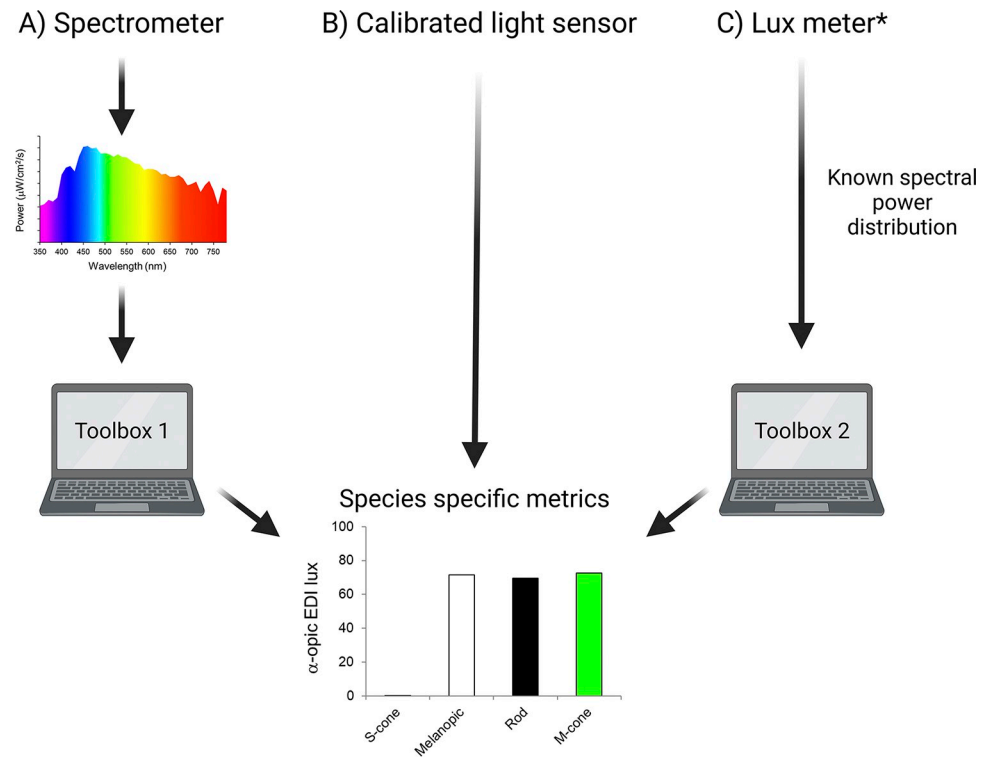 A) Spectrometer
B) Calibrated light sensor
C) Lux meter*
Power (µW/cm²/s)
350 400 450 500 550 600 650 700 750
Wavelength (nm)
Known spectral
power
distribution
Toolbox 1
Toolbox 2
Species specific metrics
α-opic EDI lux
100
80
60
40
20
0
S-cone
Melanopic
Rod
M-cone